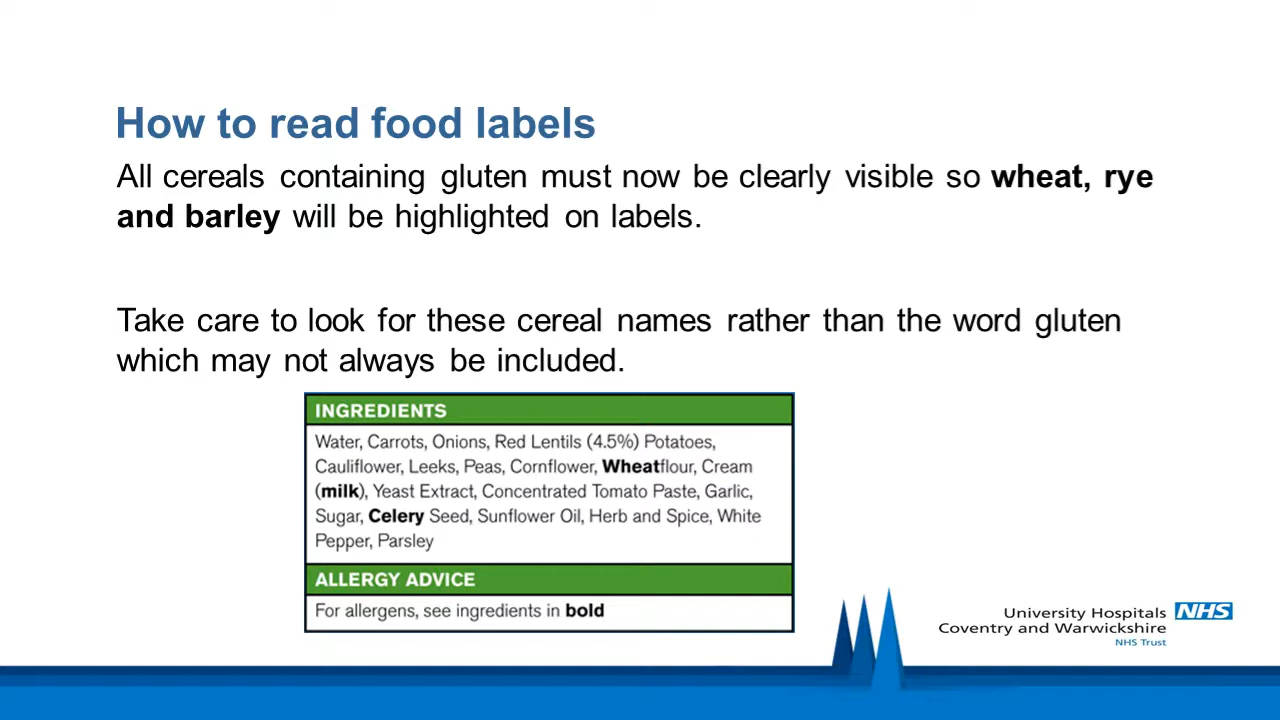 How to read food labels
All cereals containing gluten must now be clearly visible so wheat, rye
and barley will be highlighted on labels.
Take care to look for these cereal names rather than the word gluten
which may not always be included.
INGREDIENTS
Water, Carrots, Onions, Red Lentils (4.5%) Potatoes,
Cauliflower, Leeks, Peas, Cornflower, Wheatflour, Cream
(milk), Yeast Extract, Concentrated Tomato Paste, Garlic,
Sugar, Celery Seed, Sunflower Oil, Herb and Spice, White
Pepper, Parsley
ALLERGY ADVICE
For allergens, see ingredients in bold
University Hospitals NHS
Coventry and Warwickshire
NHS Trust